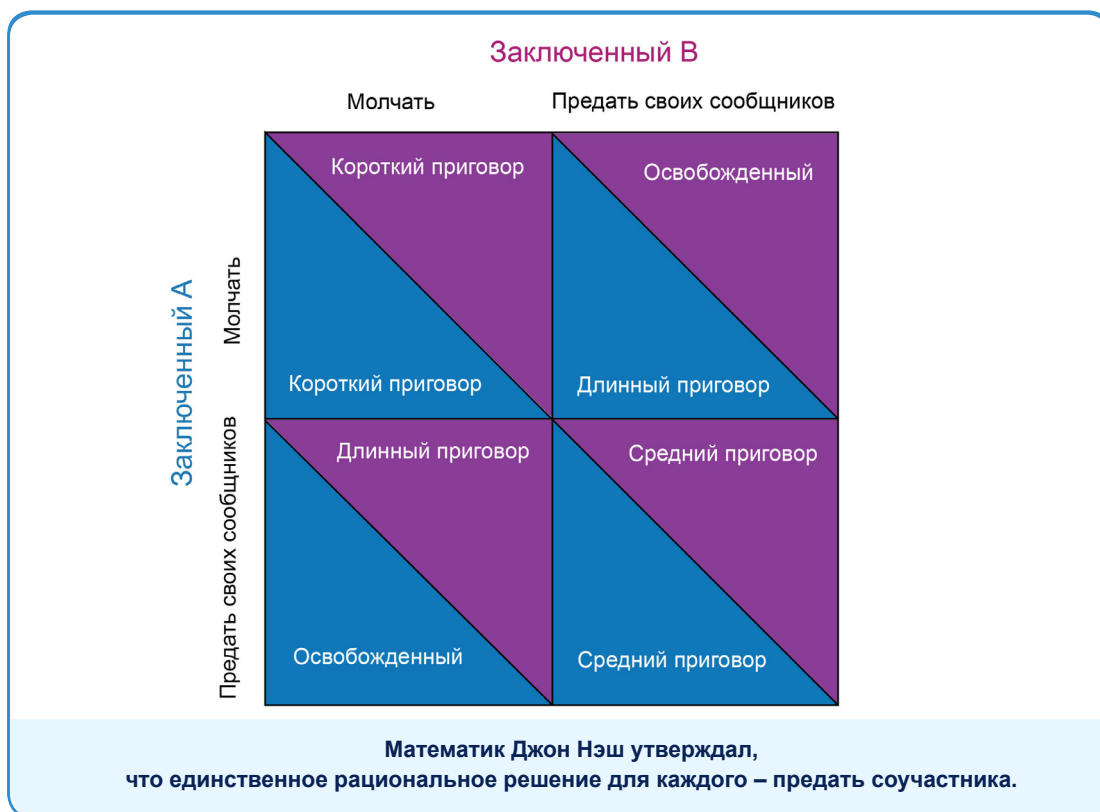 Заключенный В
Молчать
Предать своих сообщников
Заключенный А
Молчать
Короткий приговор
Короткий приговор
Освобожденный
Длинный приговор
Предать своих сообщников
Длинный приговор
Освобожденный
Средний приговор
Средний приговор
Математик Джон Нэш утверждал,
что единственное рациональное решение для каждого – предать соучастника.